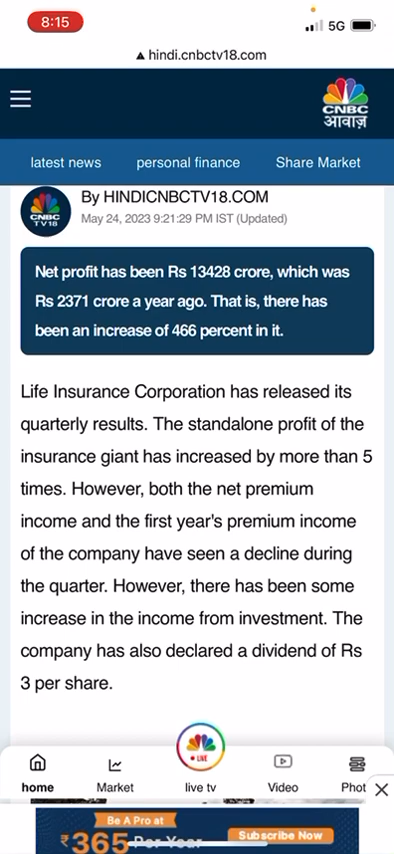 8:15
5G
hindi.cnbctv18.com
CNBC
आवाज़
latest news personal finance Share Market
CNBC
TV18
By HINDICNBCTV18.COM
May 24, 2023 9:21:29 PM IST (Updated)
Net profit has been Rs 13428 crore, which was
Rs 2371 crore a year ago. That is, there has
been an increase of 466 percent in it.
Life Insurance Corporation has released its
quarterly results. The standalone profit of the
insurance giant has increased by more than 5
times. However, both the net premium
income and the first year's premium income
of the company have seen a decline during
the quarter. However, there has been some
increase in the income from investment. The
company has also declared a dividend of Rs
3 per share.
LIVE
home Market live tv Video Phot
Be A Pro at
₹365 Per Year
Subscribe Now